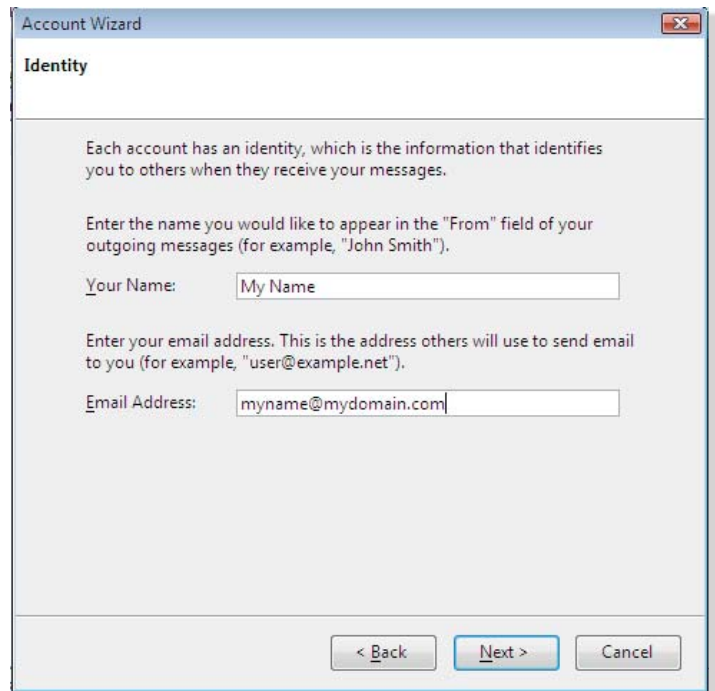 Account Wizard
Identity
Each account has an identity, which is the information that identifies
you to others when they receive your messages.
Enter the name you would like to appear in the "From" field of your
outgoing messages (for example, "John Smith").
Your Name: My Name
Enter your email address. This is the address others will use to send email
to you (for example, "user@example.net").
Email Address: myname@mydomain.com
< Back Next > Cancel